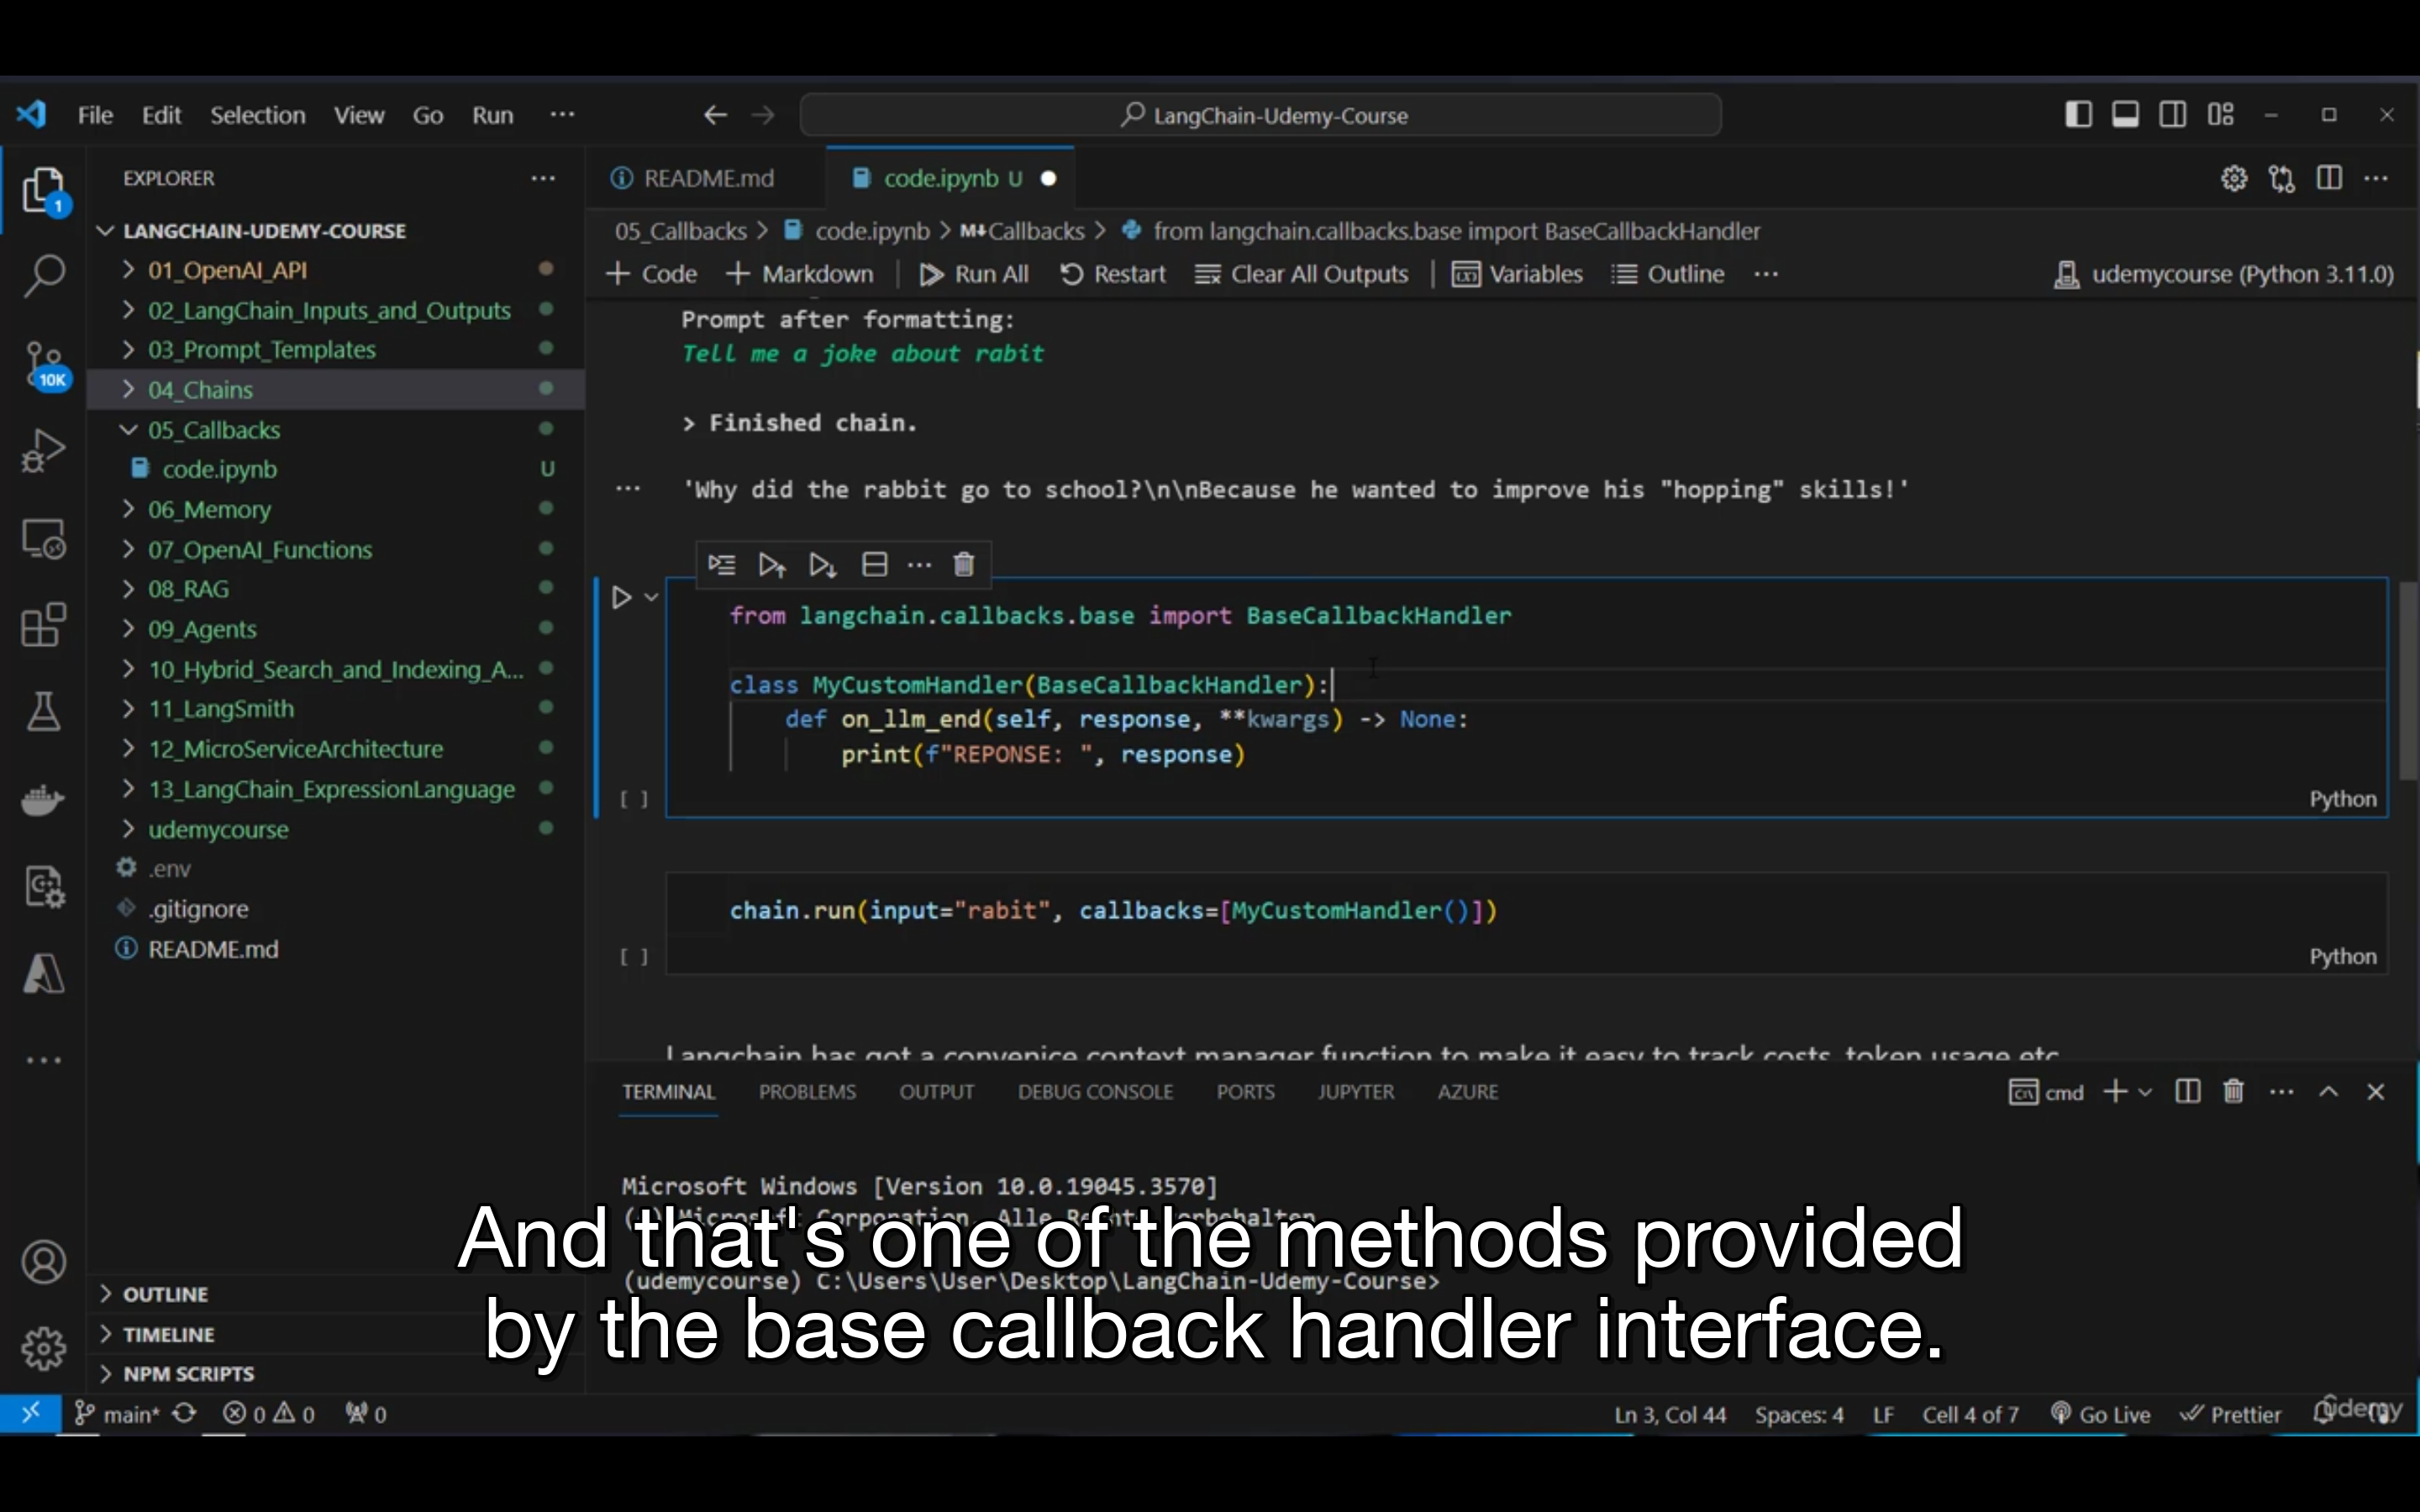 File Edit Selection View Go Run ... LangChain-Udemy-Course
EXPLORER ...
LANGCHAIN-UDEMY-COURSE
01_OpenAI_API
02_LangChain_Inputs_and_Outputs
03_Prompt_Templates
04_Chains
05_Callbacks
code.ipynb U
06_Memory
07_OpenAI_Functions
08_RAG
09_Agents
10_Hybrid_Search_and_Indexing_A...
11_LangSmith
12_MicroServiceArchitecture
13_LangChain_ExpressionLanguage
udemycourse
.env
.gitignore
README.md
OUTLINE
TIMELINE
NPM SCRIPTS
1
10K
README.md code.ipynb U
05_Callbacks > code.ipynb > M↓Callbacks > from langchain.callbacks.base import BaseCallbackHandler
+ Code + Markdown | Run All Restart Clear All Outputs | Variables Outline ... udemycourse (Python 3.11.0)
Prompt after formatting:
Tell me a joke about rabit
> Finished chain.
... 'Why did the rabbit go to school?\n\nBecause he wanted to improve his "hopping" skills!'
from langchain.callbacks.base import BaseCallbackHandler
class MyCustomHandler(BaseCallbackHandler):
def on_llm_end(self, response, **kwargs) -> None:
print(f"REPONSE: ", response)
[ ] Python
chain.run(input="rabit", callbacks=[MyCustomHandler()])
[ ] Python
Langchain has got a convenice context manager function to make it easy to track costs, token usage etc.
TERMINAL PROBLEMS OUTPUT DEBUG CONSOLE PORTS JUPYTER AZURE cmd
Microsoft Windows [Version 10.0.19045.3570]
(c) Microsoft Corporation. Alle Rechte vorbehalten.
(udemycourse) C:\Users\User\Desktop\LangChain-Udemy-Course>
And that's one of the methods provided
by the base callback handler interface.
main* 0 0 0 Ln 3, Col 44 Spaces: 4 LF Cell 4 of 7 Go Live Prettier
udemy